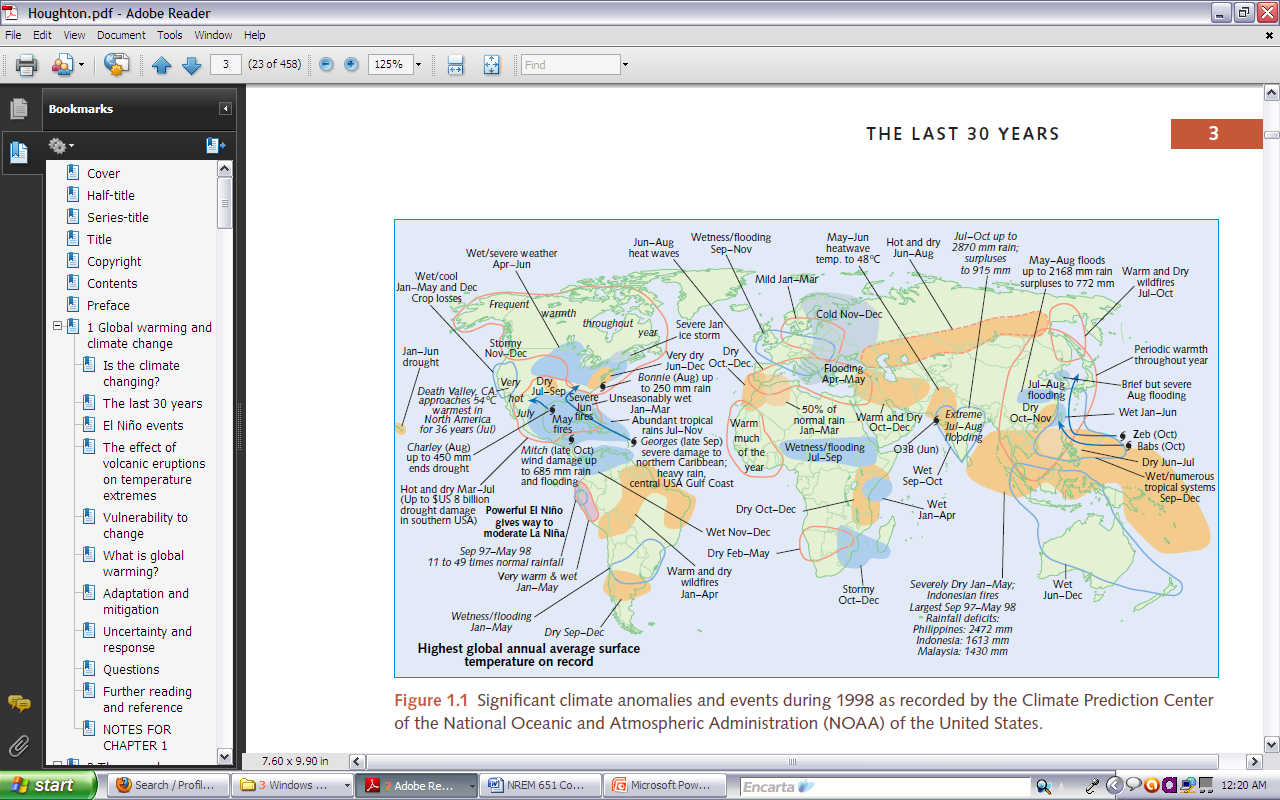 Houghton.pdf - Adobe Reader
File Edit View Document Tools Window Help
3 (23 of 458) 125% Find
Bookmarks
Cover
Half-title
Series-title
Title
Copyright
Contents
Preface
1 Global warming and
climate change
Is the climate
changing?
The last 30 years
El Niño events
The effect of
volcanic eruptions
on temperature
extremes
Vulnerability to
change
What is global
warming?
Adaptation and
mitigation
Uncertainty and
response
Questions
Further reading
and reference
NOTES FOR
CHAPTER 1
THE LAST 30 YEARS 3
Wet/severe weather
Apr–Jun
Jun–Aug
heat waves
Wetness/flooding
Sep–Nov
May–Jun
heatwave
temp. to 48°C
Hot and dry
Jun–Aug
Jul–Oct up to
2870 mm rain;
surpluses
to 915 mm
May–Aug floods
up to 2168 mm rain
surpluses to 772 mm
Warm and Dry
wildfires
Jul–Oct
Wet/cool
Jan–May and Dec
Crop losses
Mild Jan–Mar
Frequent
warmth
throughout
year
Cold Nov–Dec
Severe Jan
ice storm
Stormy
Nov–Dec
Jan–Jun
drought
Very dry
Jun–Dec
Dry
Oct–Dec
Periodic warmth
throughout year
Flooding
Apr–May
Bonnie (Aug) up
to 250 mm rain
Death Valley, CA
approaches 54°C
warmest in
North America
for 36 years (Jul)
Very
hot
July
Dry
Jul–Sep
Severe
Jun
fires
May
fires
Unseasonably wet
Jan–Mar
Abundant tropical
rains Jul–Nov
Georges (late Sep)
severe damage to
northern Caribbean;
heavy rain,
central USA Gulf Coast
50% of
normal rain
Jan–Mar
Warm and Dry
Oct–Dec
Extreme
Jul–Aug
flooding
Jul–Aug
flooding
Dry
Oct–Nov
Brief but severe
Aug flooding
Wet Jan–Jun
Zeb (Oct)
Babs (Oct)
Dry Jun–Jul
Wet/numerous
tropical systems
Sep–Dec
Warm
much
of the
year
Wetness/flooding
Jul–Sep
O3B (Jun)
Wet
Sep–Oct
Charley (Aug)
up to 450 mm
ends drought
Mitch (late Oct)
wind damage up
to 685 mm rain
and flooding
Hot and dry Mar–Jul
(Up to $US 8 billion
drought damage
in southern USA)
Powerful El Niño
gives way to
moderate La Niña
Dry Oct–Dec
Wet
Jan–Apr
Wet Nov–Dec
Sep 97–May 98
11 to 49 times normal rainfall
Dry Feb–May
Very warm & wet
Jan–May
Warm and dry
wildfires
Jan–Apr
Stormy
Oct–Dec
Severely Dry Jan–May;
Indonesian fires
Largest Sep 97–May 98
Rainfall deficits:
Philippines: 2472 mm
Indonesia: 1613 mm
Malaysia: 1430 mm
Wet
Jun–Dec
Wetness/flooding
Jan–May
Dry Sep–Dec
Highest global annual average surface
temperature on record
Figure 1.1 Significant climate anomalies and events during 1998 as recorded by the Climate Prediction Center
of the National Oceanic and Atmospheric Administration (NOAA) of the United States.
7.60 x 9.90 in
start Search / Profil... 3 Windows ... 2 Adobe Re... NREM 651 Co... Microsoft Pow... Encarta 12:20 AM